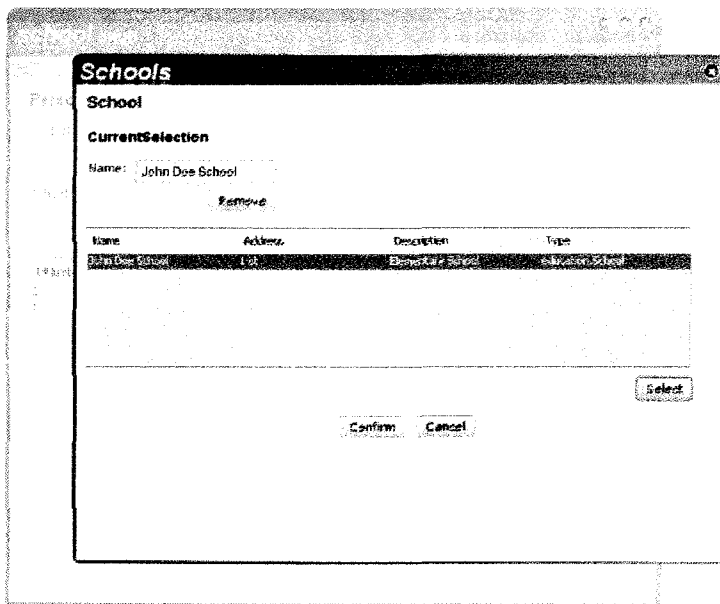 Schools
School
CurrentSelection
Name: John Doe School
Remove
Name Address Description Type
John Doe School Elementary School education School
Select
Confirm Cancel